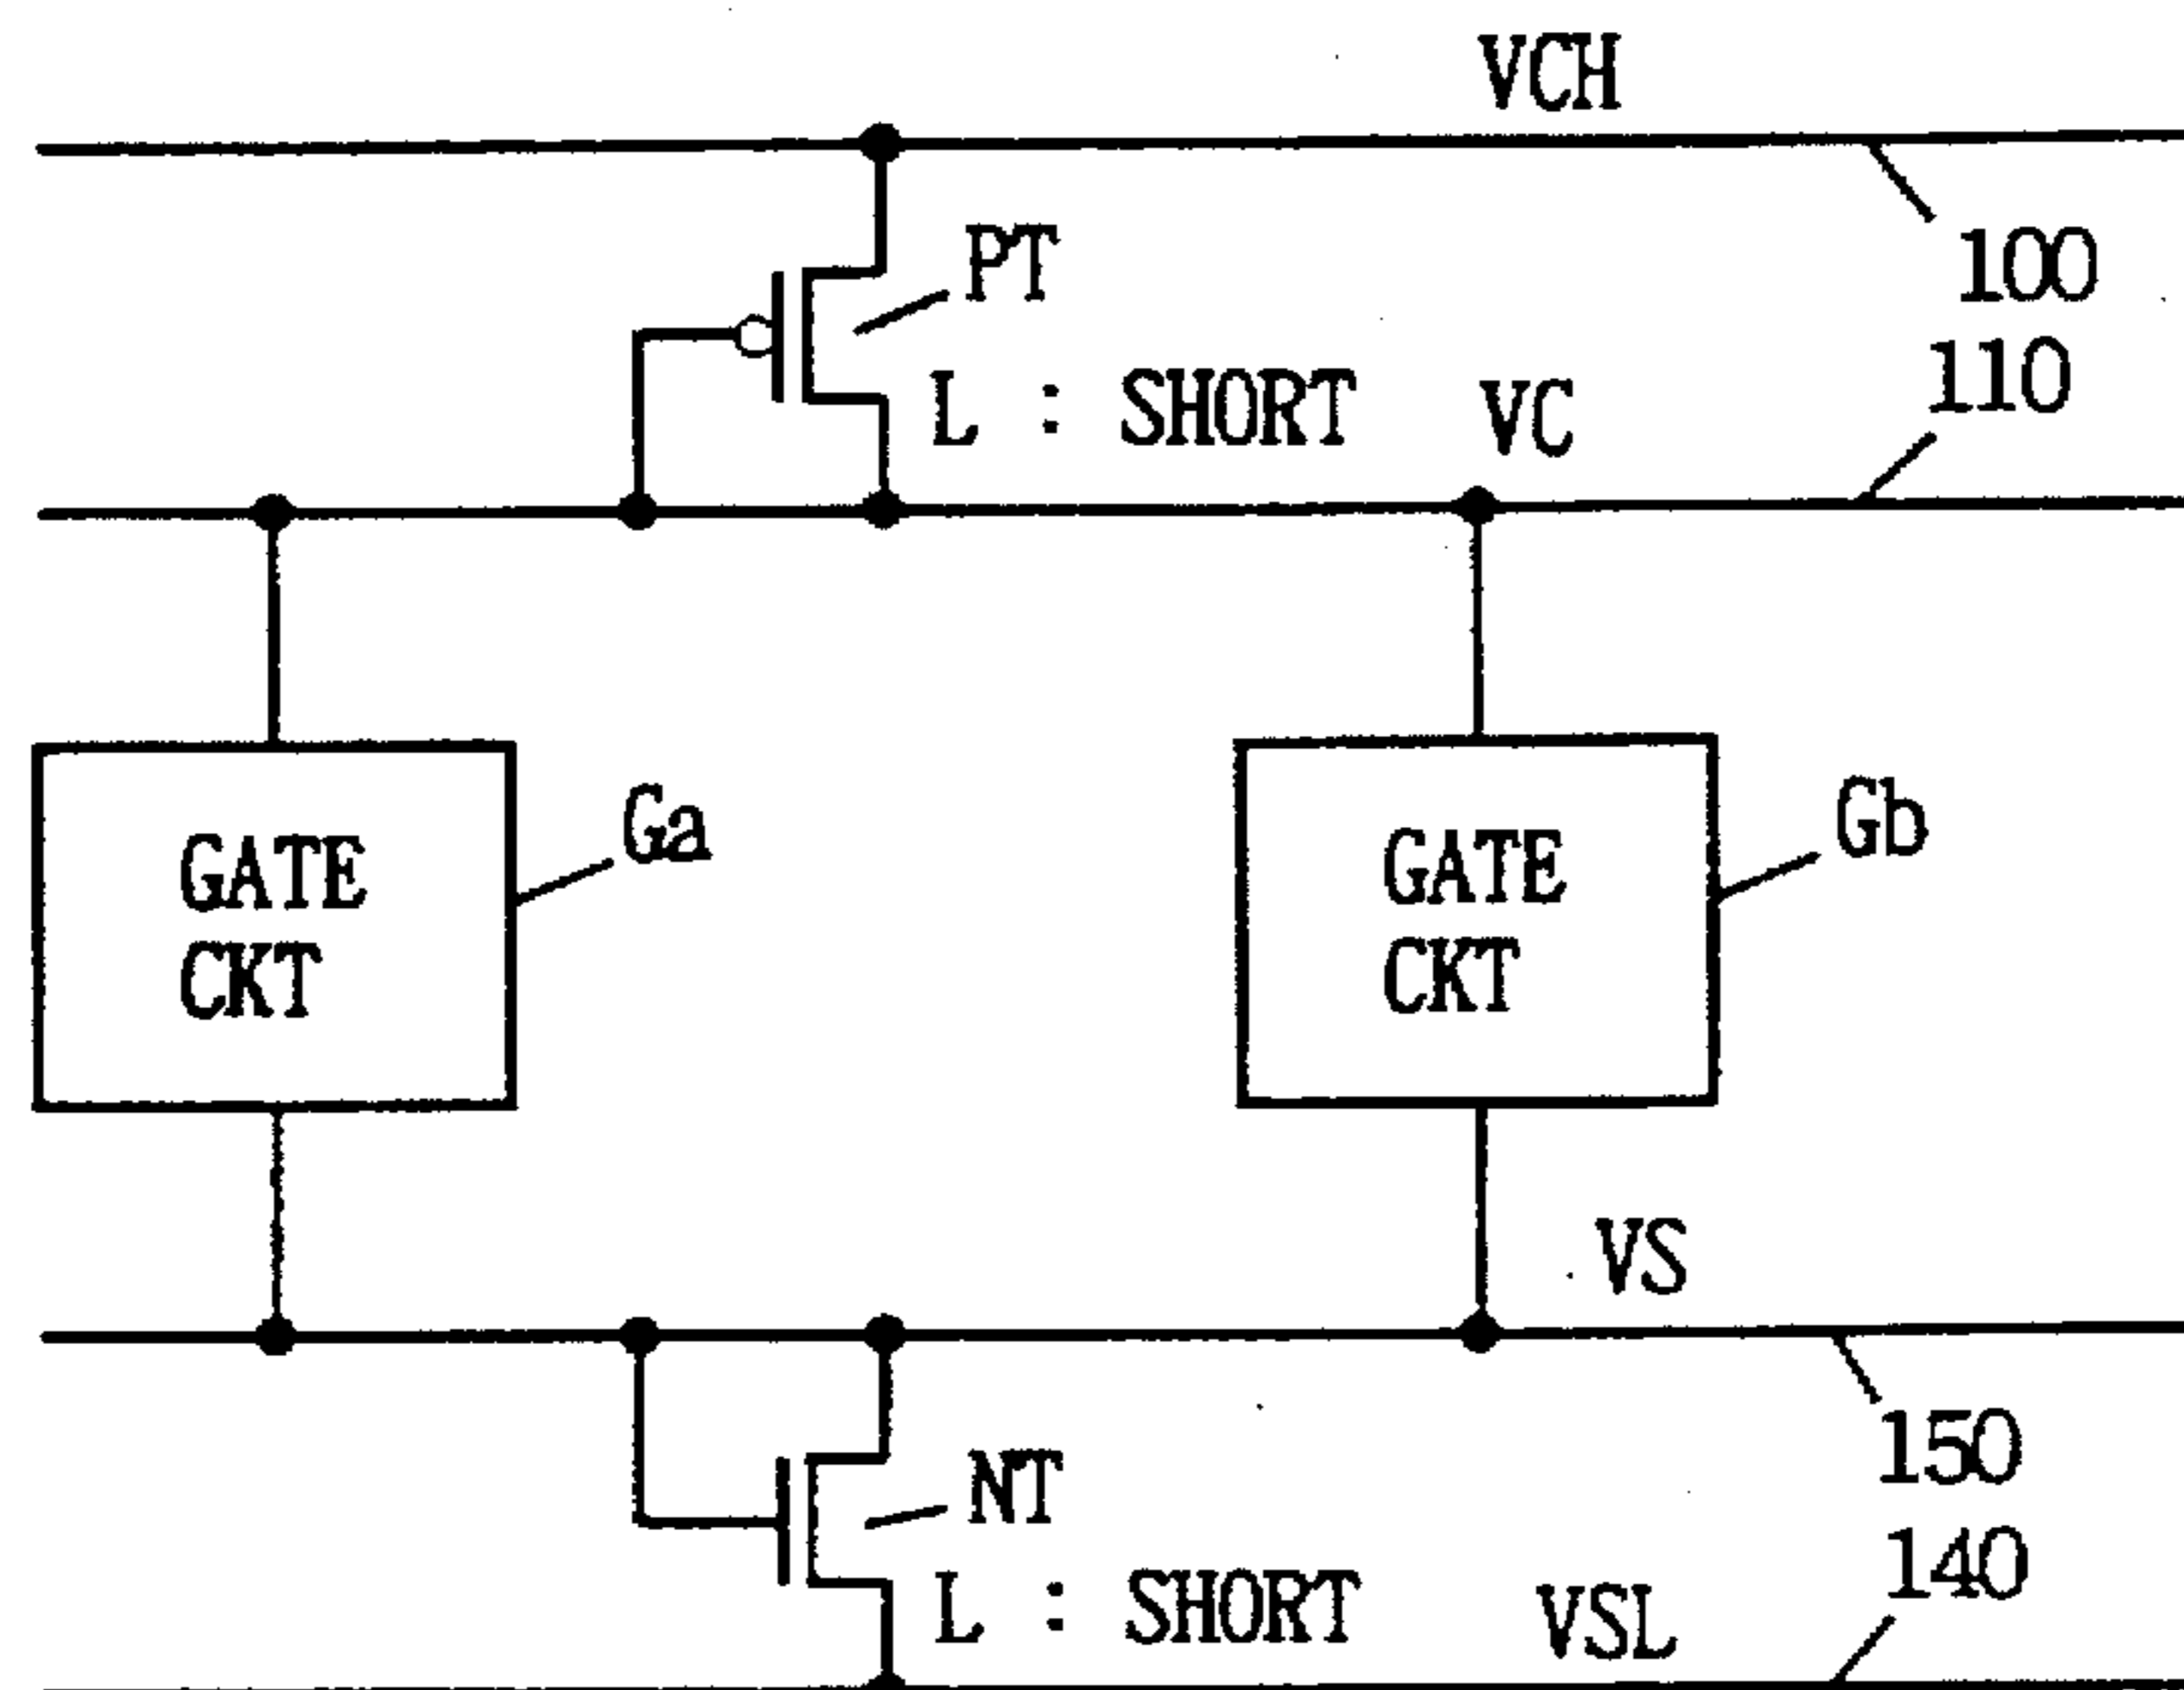 VCH
100
PT
L : SHORT
VC
110
GATE
CKT
Ga
GATE
CKT
Gb
VS
150
NT
L : SHORT
VSL
140